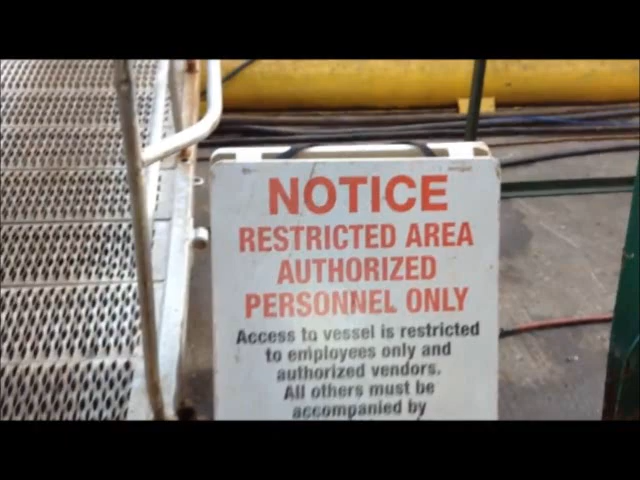 NOTICE
RESTRICTED AREA
AUTHORIZED
PERSONNEL ONLY
Access to vessel is restricted
to employees only and
authorized vendors.
All others must be
accompanied by